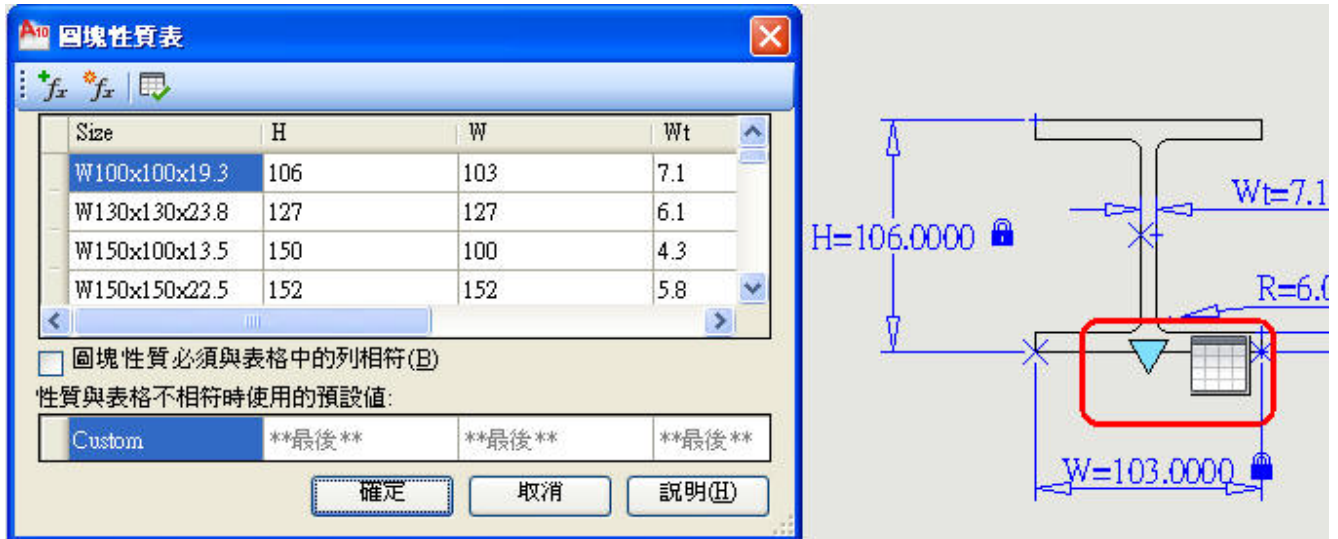 A10 圖塊性質表
fx fx
Size H W Wt
W100x100x19.3 106 103 7.1
W130x130x23.8 127 127 6.1
W150x100x13.5 150 100 4.3
W150x150x22.5 152 152 5.8
圖塊性質必須與表格中的列相符(B)
性質與表格不相符時使用的預設值:
Custom **最後** **最後** **最後**
確定 取消 說明(H)
Wt=7.1
H=106.0000
R=6.0
W=103.0000